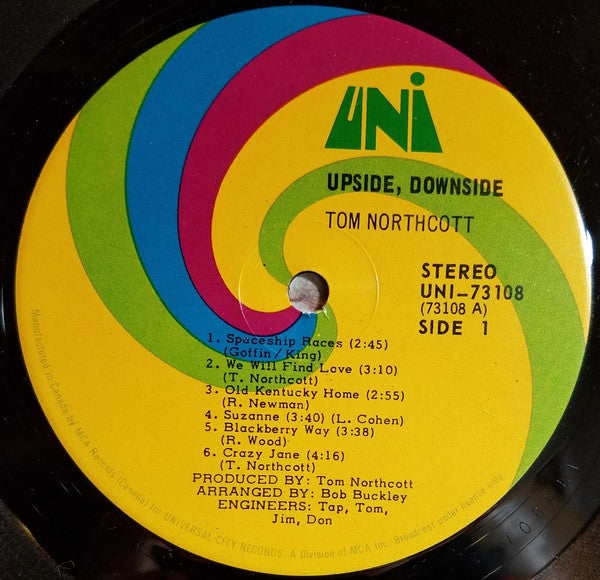 UNI
UPSIDE, DOWNSIDE
TOM NORTHCOTT
STEREO
UNI-73108
(73108 A)
SIDE 1
1. Spaceship Races (2:45)
(Goffin/King)
2. We Will Find Love (3:10)
(T. Northcott)
3. Old Kentucky Home (2:55)
(R. Newman)
4. Suzanne (3:40) (L. Cohen)
5. Blackberry Way (3:38)
(R. Wood)
6. Crazy Jane (4:16)
(T. Northcott)
PRODUCED BY: Tom Northcott
ARRANGED BY: Bob Buckley
ENGINEERS: Tap, Tom,
Jim, Don
Manufactured in Canada by MCA Records (Canada) for UNIVERSAL CITY RECORDS, A Division of MCA Inc. Broadcast under license only.